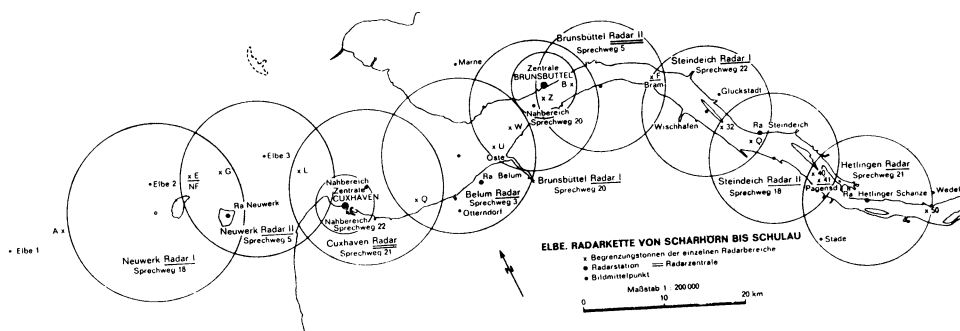 Brunsbüttel Radar II
Sprechweg 5
Steindeich Radar I
Sprechweg 22
Marne
Zentrale
BRUNSBÜTTEL
B x
x Z
Nahbereich
Sprechweg 20
x E
Bram.
Glückstadt
x 32
Ra Steindeich
Wischhafen
x Q
x W
x U
Oste
Elbe 3
Elbe 2
x E
NF
x G
x L
Nahbereich
Zentrale
CUXHAVEN
Nahbereich
Sprechweg 22
x Q
Ra Belum
Belum Radar
Sprechweg 3
Otterndorf
Brunsbüttel Radar I
Sprechweg 20
Steindeich Radar II
Sprechweg 18
Hetlingen Radar
Sprechweg 21
x 40
x 41
Pagensd
Ra Hetlinger Schanze
Wedel
x 50
Stade
Ra Neuwerk
Neuwerk Radar II
Sprechweg 5
A x
Elbe 1
Neuwerk Radar I
Sprechweg 18
Cuxhaven Radar
Sprechweg 21
N
ELBE. RADARKETTE VON SCHARHÖRN BIS SCHULAU
x Begrenzungstonnen der einzelnen Radarbereiche
Radarstation Radarzentrale
Bildmittelpunkt
Maßstab 1 : 200 000
0 10 20 km